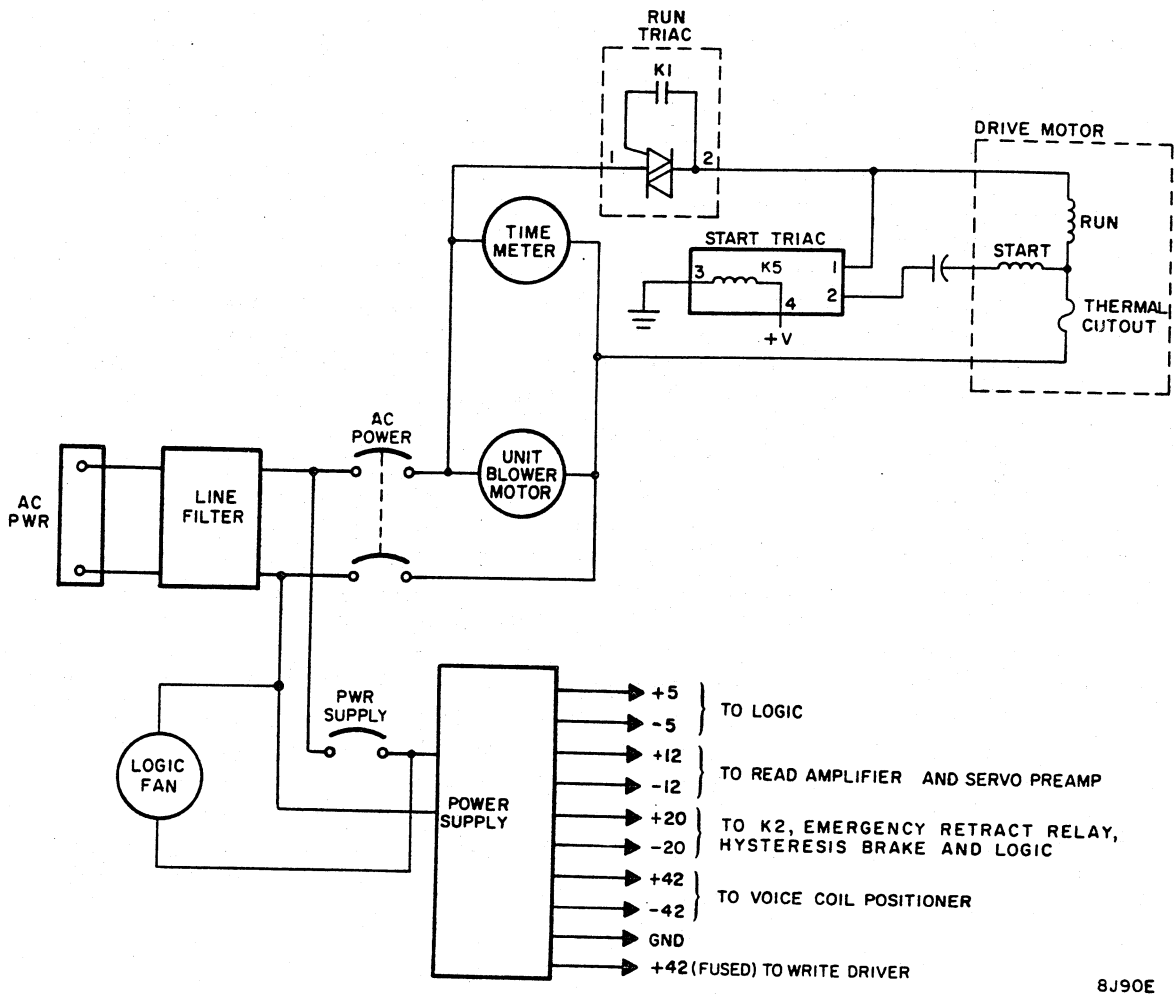 RUN
TRIAC
K1
1
2
DRIVE MOTOR
RUN
START
THERMAL
CUTOUT
TIME
METER
START TRIAC
3
K5
4
1
2
+V
AC
POWER
UNIT
BLOWER
MOTOR
AC
PWR
LINE
FILTER
PWR
SUPPLY
LOGIC
FAN
POWER
SUPPLY
+5
-5
TO LOGIC
+12
-12
TO READ AMPLIFIER AND SERVO PREAMP
+20
-20
TO K2, EMERGENCY RETRACT RELAY,
HYSTERESIS BRAKE AND LOGIC
+42
-42
TO VOICE COIL POSITIONER
GND
+42 (FUSED) TO WRITE DRIVER
8J90E